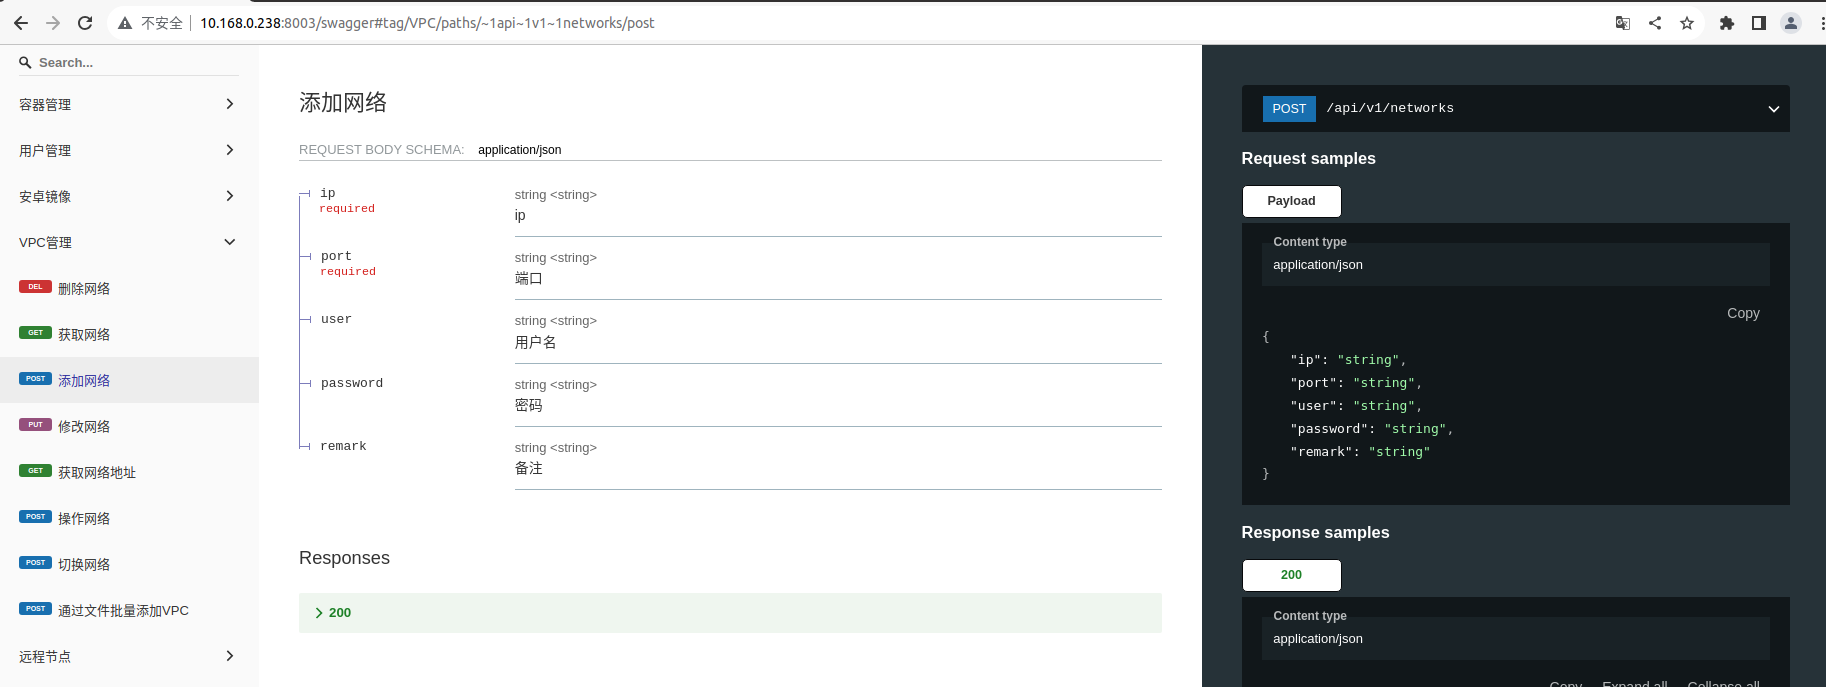 不安全 10.168.0.238:8003/swagger#tag/VPC/paths/~1api~1v1~1networks/post
Search...
容器管理
用户管理
安卓镜像
VPC管理
DEL 删除网络
GET 获取网络
POST 添加网络
PUT 修改网络
GET 获取网络地址
POST 操作网络
POST 切换网络
POST 通过文件批量添加VPC
远程节点
添加网络
REQUEST BODY SCHEMA: application/json
ip string <string>
required ip
port string <string>
required 端口
user string <string>
用户名
password string <string>
密码
remark string <string>
备注
Responses
200
POST /api/v1/networks
Request samples
Payload
Content type
application/json
Copy
{
"ip": "string",
"port": "string",
"user": "string",
"password": "string",
"remark": "string"
}
Response samples
200
Content type
application/json
Copy Expand all Collapse all